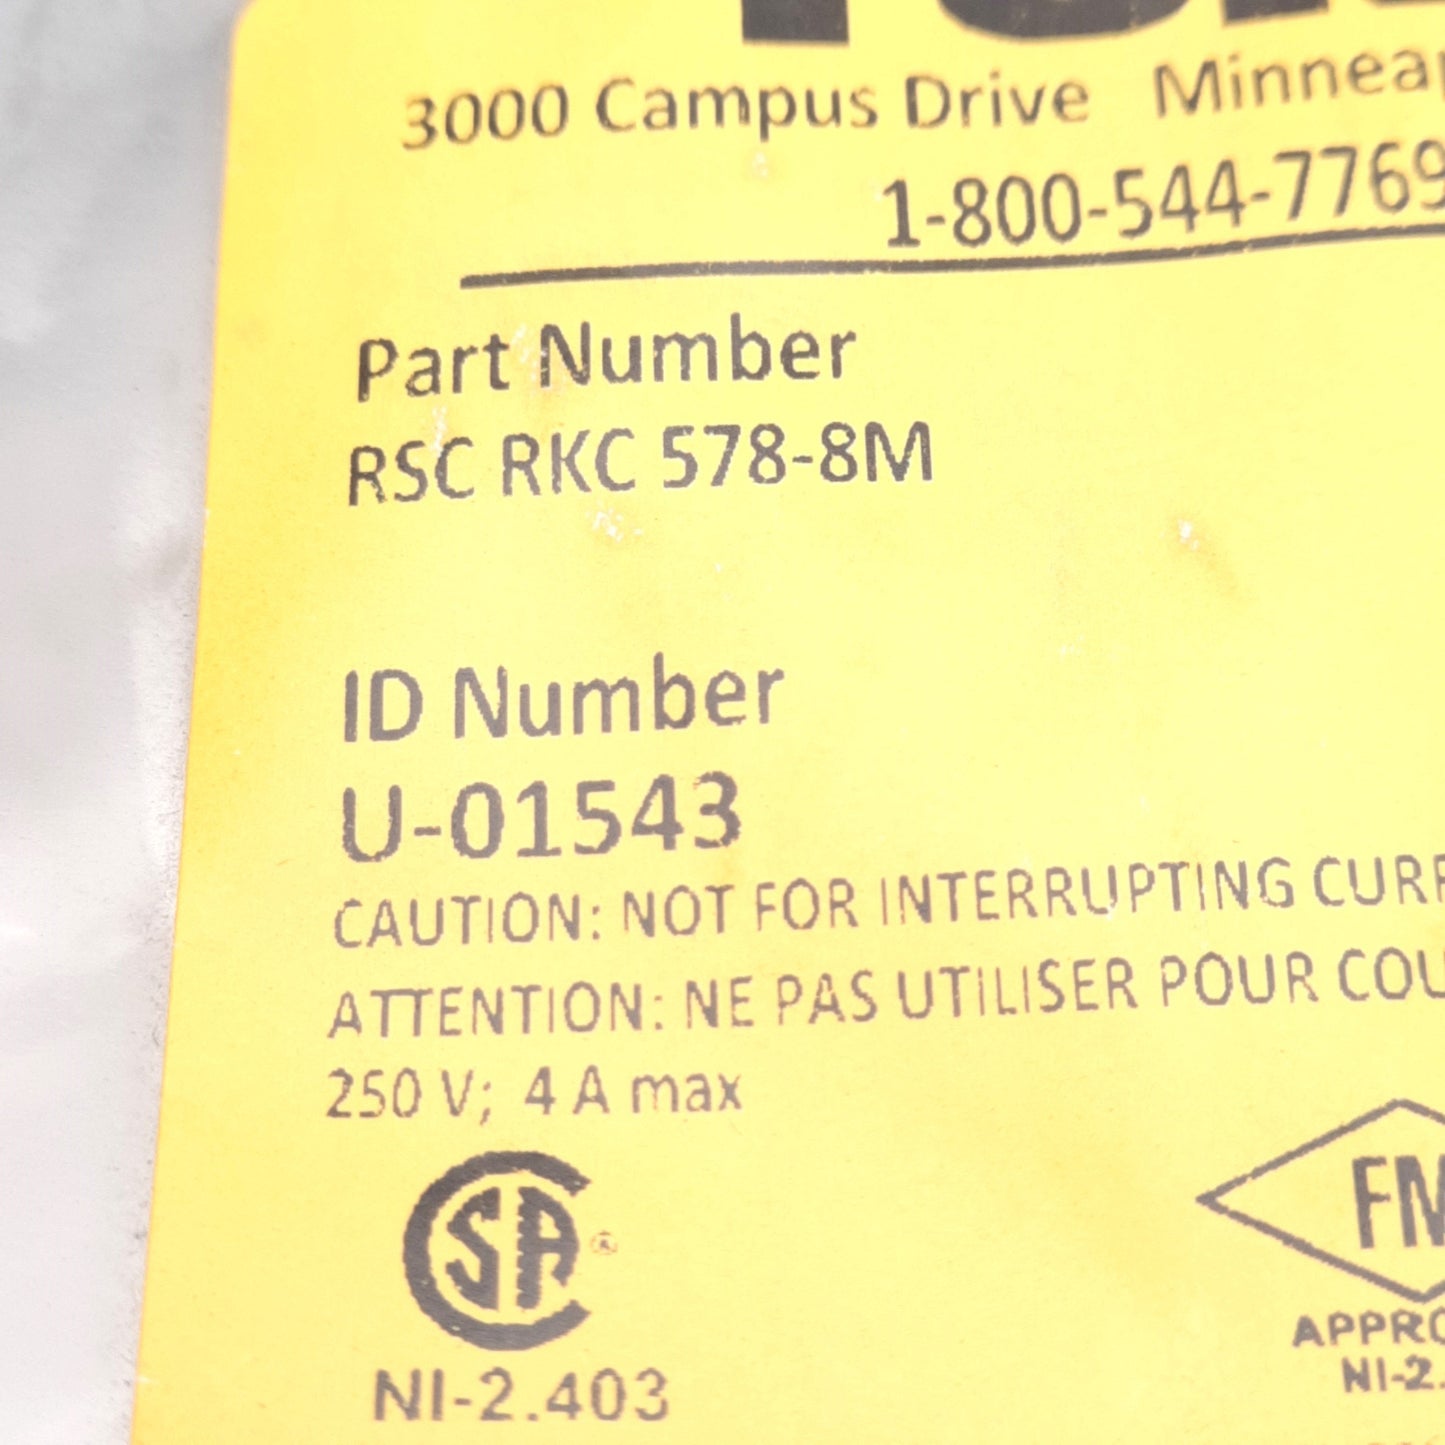 3000 Campus Drive Minneap
1-800-544-7769
Part Number
RSC RKC 578-8M
ID Number
U-01543
CAUTION: NOT FOR INTERRUPTING CURR
ATTENTION: NE PAS UTILISER POUR COU
250 V; 4 A max
CSA ®
FM
NI-2.403
APPRO
NI-2.